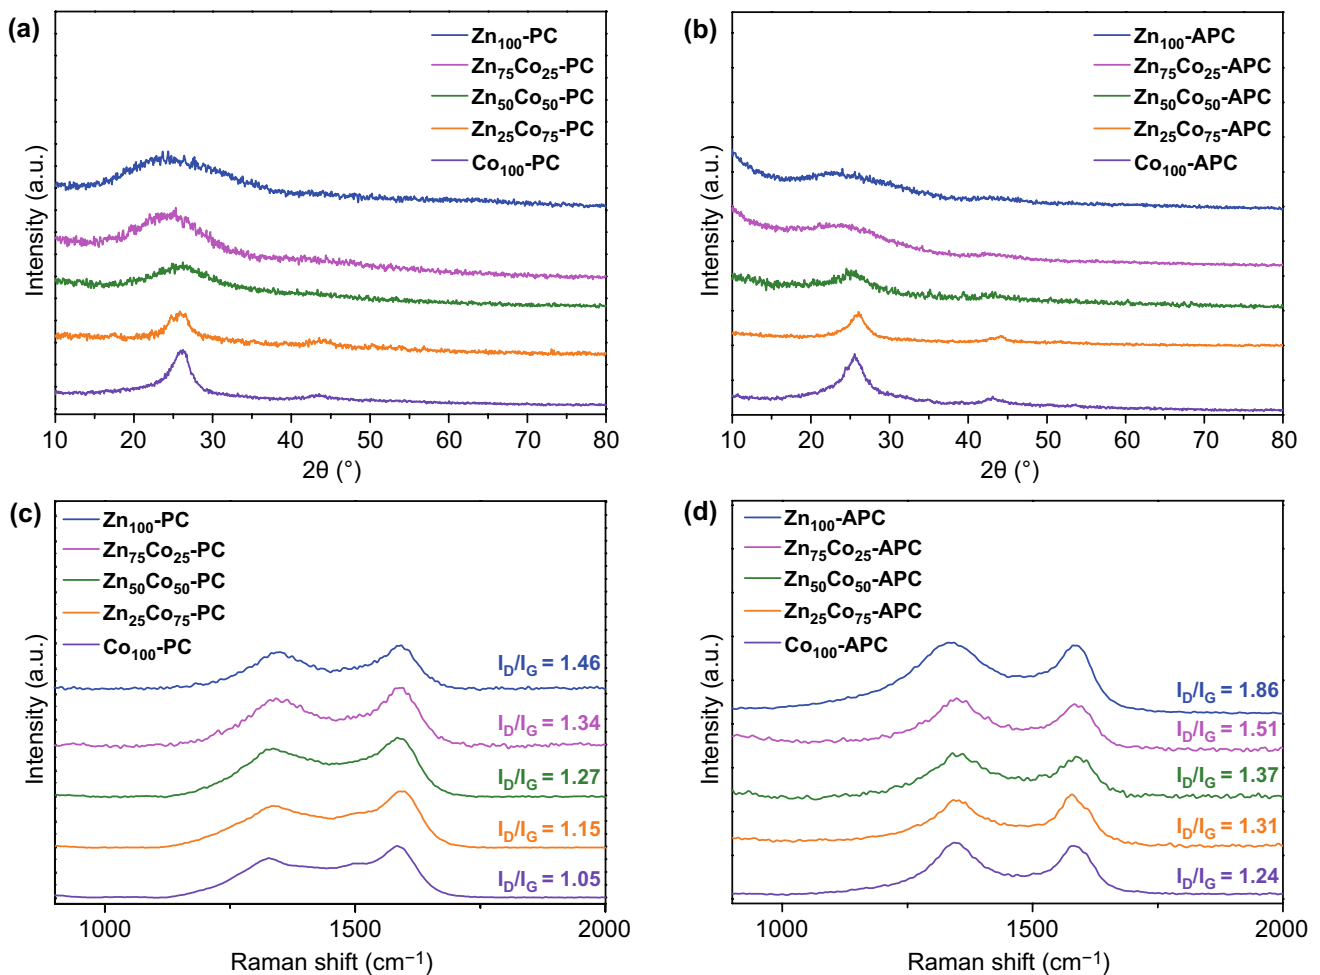 (a)
Zn100-PC
Zn75Co25-PC
Zn50Co50-PC
Zn25Co75-PC
Co100-PC
Intensity (a.u.)
10 20 30 40 50 60 70 80
2θ (°)
(b)
Zn100-APC
Zn75Co25-APC
Zn50Co50-APC
Zn25Co75-APC
Co100-APC
Intensity (a.u.)
10 20 30 40 50 60 70 80
2θ (°)
(c)
Zn100-PC
Zn75Co25-PC
Zn50Co50-PC
Zn25Co75-PC
Co100-PC
ID/IG = 1.46
ID/IG = 1.34
ID/IG = 1.27
ID/IG = 1.15
ID/IG = 1.05
Intensity (a.u.)
1000 1500 2000
Raman shift (cm−1)
(d)
Zn100-APC
Zn75Co25-APC
Zn50Co50-APC
Zn25Co75-APC
Co100-APC
ID/IG = 1.86
ID/IG = 1.51
ID/IG = 1.37
ID/IG = 1.31
ID/IG = 1.24
Intensity (a.u.)
1000 1500 2000
Raman shift (cm−1)